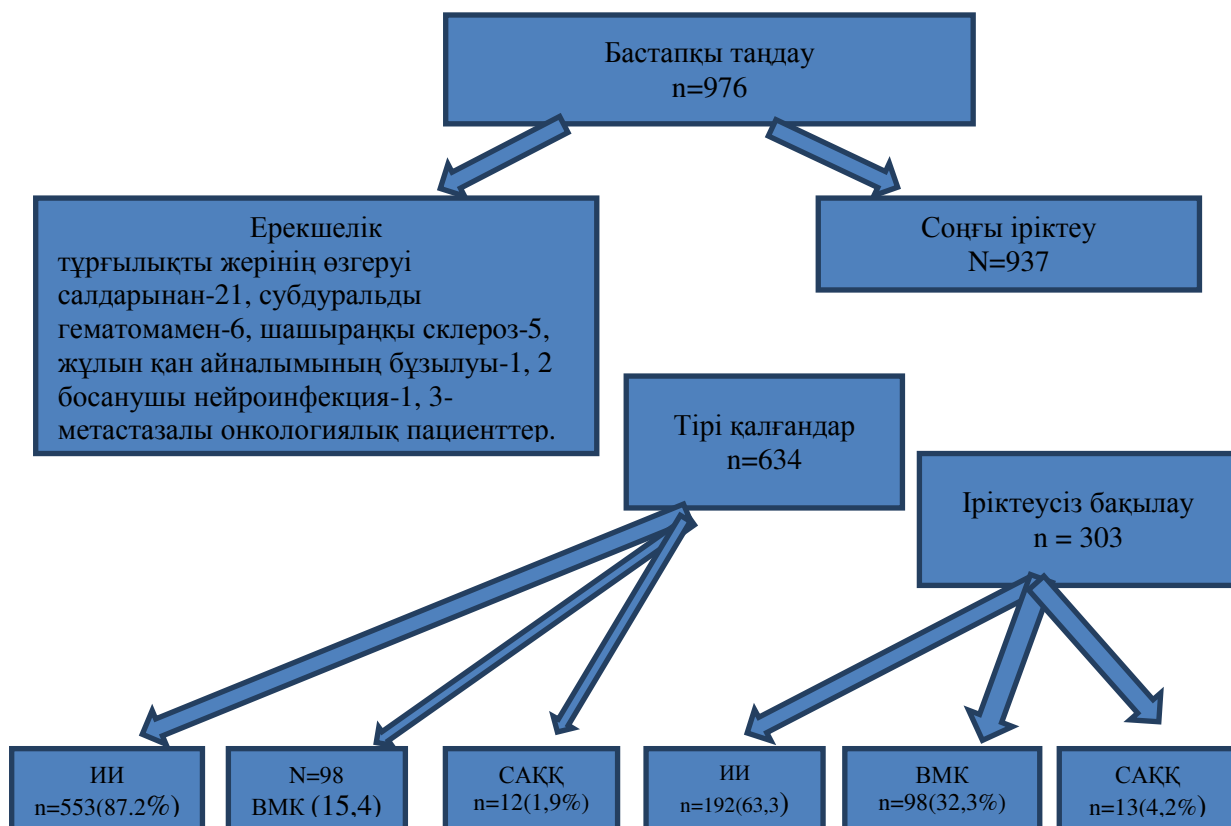 Бастапқы таңдау
n=976
Ерекшелік
тұрғылықты жерінің өзгеруі
салдарынан-21, субдуральды
гематомамен-6, шашыраңқы склероз-5,
жұлын қан айналымының бұзылуы-1, 2
босанушы нейроинфекция-1, 3-
метастазалы онкологиялық пациенттер.
Соңғы іріктеу
N=937
Тірі қалғандар
n=634
Іріктеусіз бақылау
n = 303
ИИ
n=553(87.2%)
N=98
ВМК (15,4)
САҚҚ
n=12(1,9%)
ИИ
n=192(63,3)
ВМК
n=98(32,3%)
САҚҚ
n=13(4,2%)